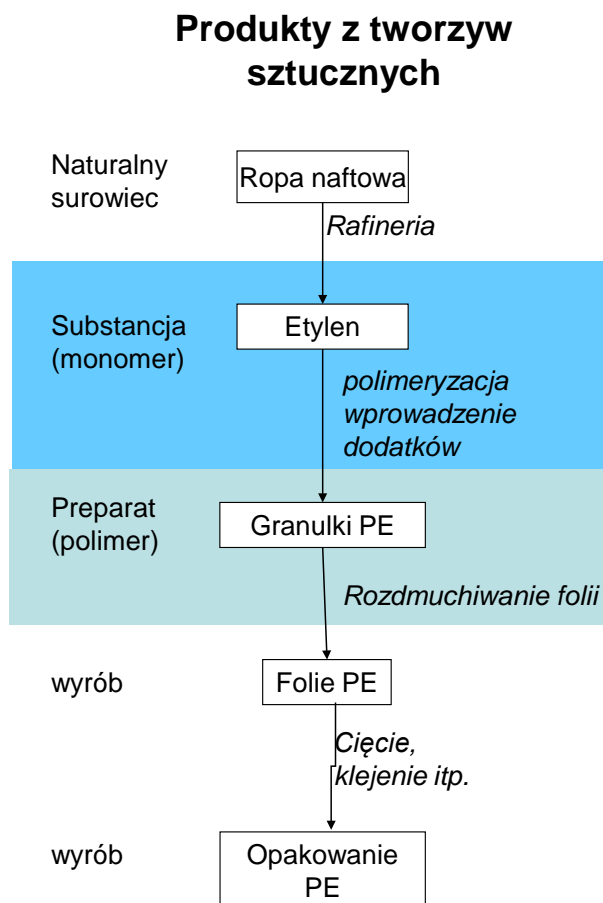 Produkty z tworzyw
sztucznych
Naturalny
surowiec
Ropa naftowa
Rafineria
Substancja
(monomer)
Etylen
polimeryzacja
wprowadzenie
dodatków
Preparat
(polimer)
Granulki PE
Rozdmuchiwanie folii
wyrób
Folie PE
Cięcie,
klejenie itp.
wyrób
Opakowanie
PE